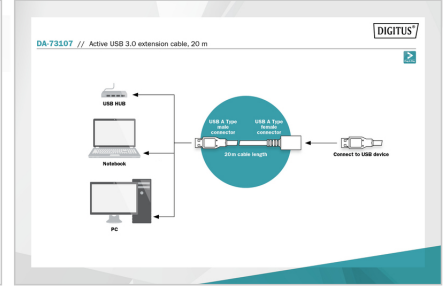 DIGITUS®
DA-73107 // Active USB 3.0 extension cable, 20 m
USB HUB
USB A Type
male
connector
USB A Type
female
connector
20m cable length
Connect to USB device
Notebook
PC